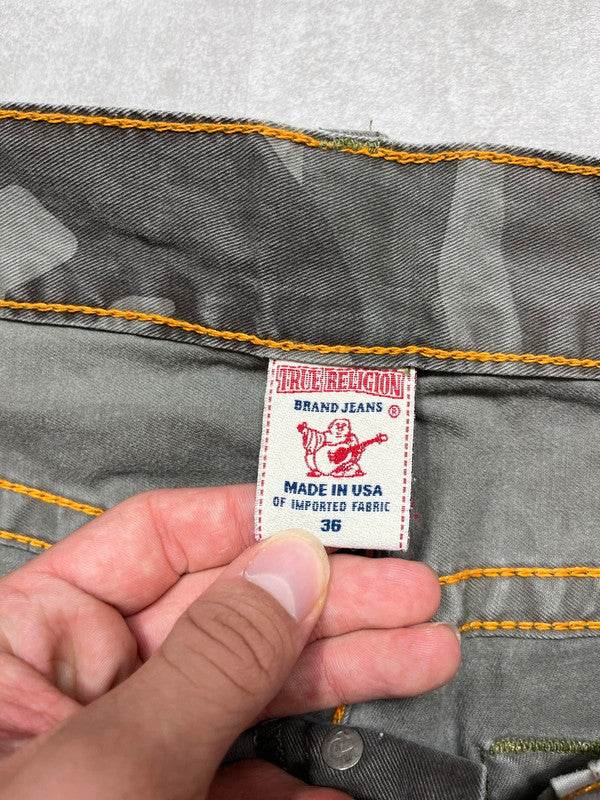 TRUE RELIGION
BRAND JEANS ®
MADE IN USA
OF IMPORTED FABRIC
36